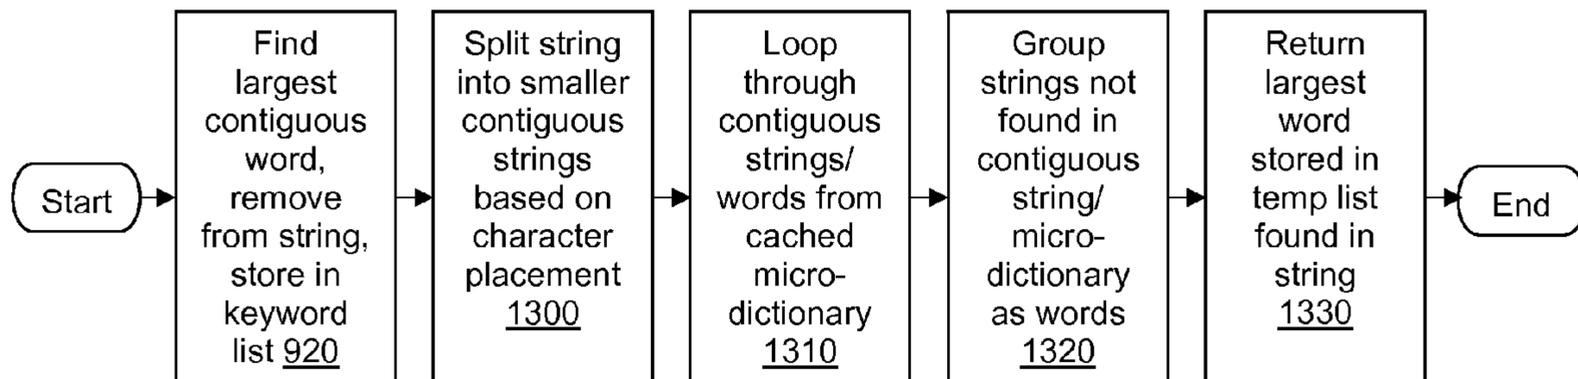 Start
Find
largest
contiguous
word,
remove
from string,
store in
keyword
list 920
Split string
into smaller
contiguous
strings
based on
character
placement
1300
Loop
through
contiguous
strings/
words from
cached
micro-
dictionary
1310
Group
strings not
found in
contiguous
string/
micro-
dictionary
as words
1320
Return
largest
word
stored in
temp list
found in
string
1330
End